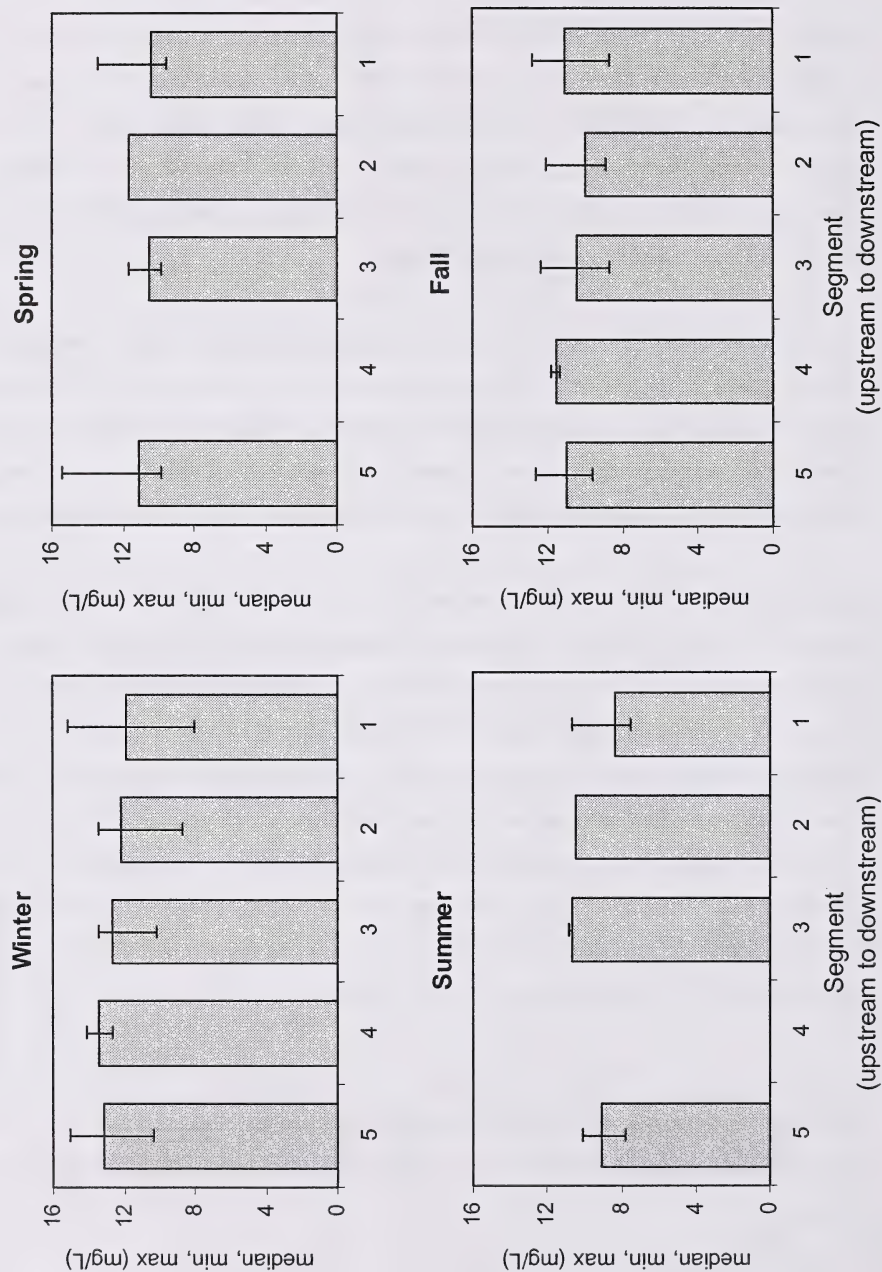 Winter
median, min, max (mg/L)
16
12
8
4
0
5 4 3 2 1
Spring
median, min, max (mg/L)
16
12
8
4
0
5 4 3 2 1
Summer
median, min, max (mg/L)
16
12
8
4
0
5 4 3 2 1
Segment
(upstream to downstream)
Fall
median, min, max (mg/L)
16
12
8
4
0
5 4 3 2 1
Segment
(upstream to downstream)